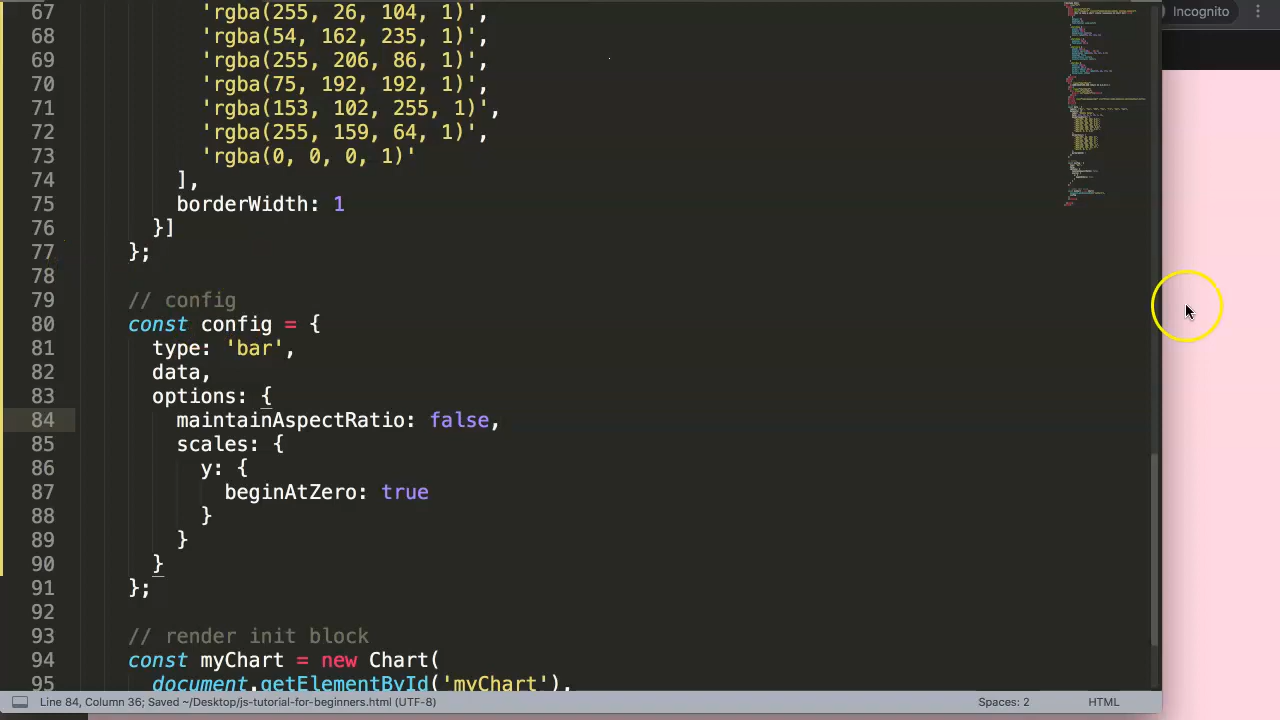 Incognito
67 'rgba(255, 26, 104, 1)',
68 'rgba(54, 162, 235, 1)',
69 'rgba(255, 206, 86, 1)',
70 'rgba(75, 192, 192, 1)',
71 'rgba(153, 102, 255, 1)',
72 'rgba(255, 159, 64, 1)',
73 'rgba(0, 0, 0, 1)'
74 ],
75 borderWidth: 1
76 }]
77 };
78
79 // config
80 const config = {
81 type: 'bar',
82 data,
83 options: {
84 maintainAspectRatio: false,
85 scales: {
86 y: {
87 beginAtZero: true
88 }
89 }
90 }
91 };
92
93 // render init block
94 const myChart = new Chart(
95 document.getElementById('myChart'),
Line 84, Column 36; Saved ~/Desktop/js-tutorial-for-beginners.html (UTF-8) Spaces: 2 HTML